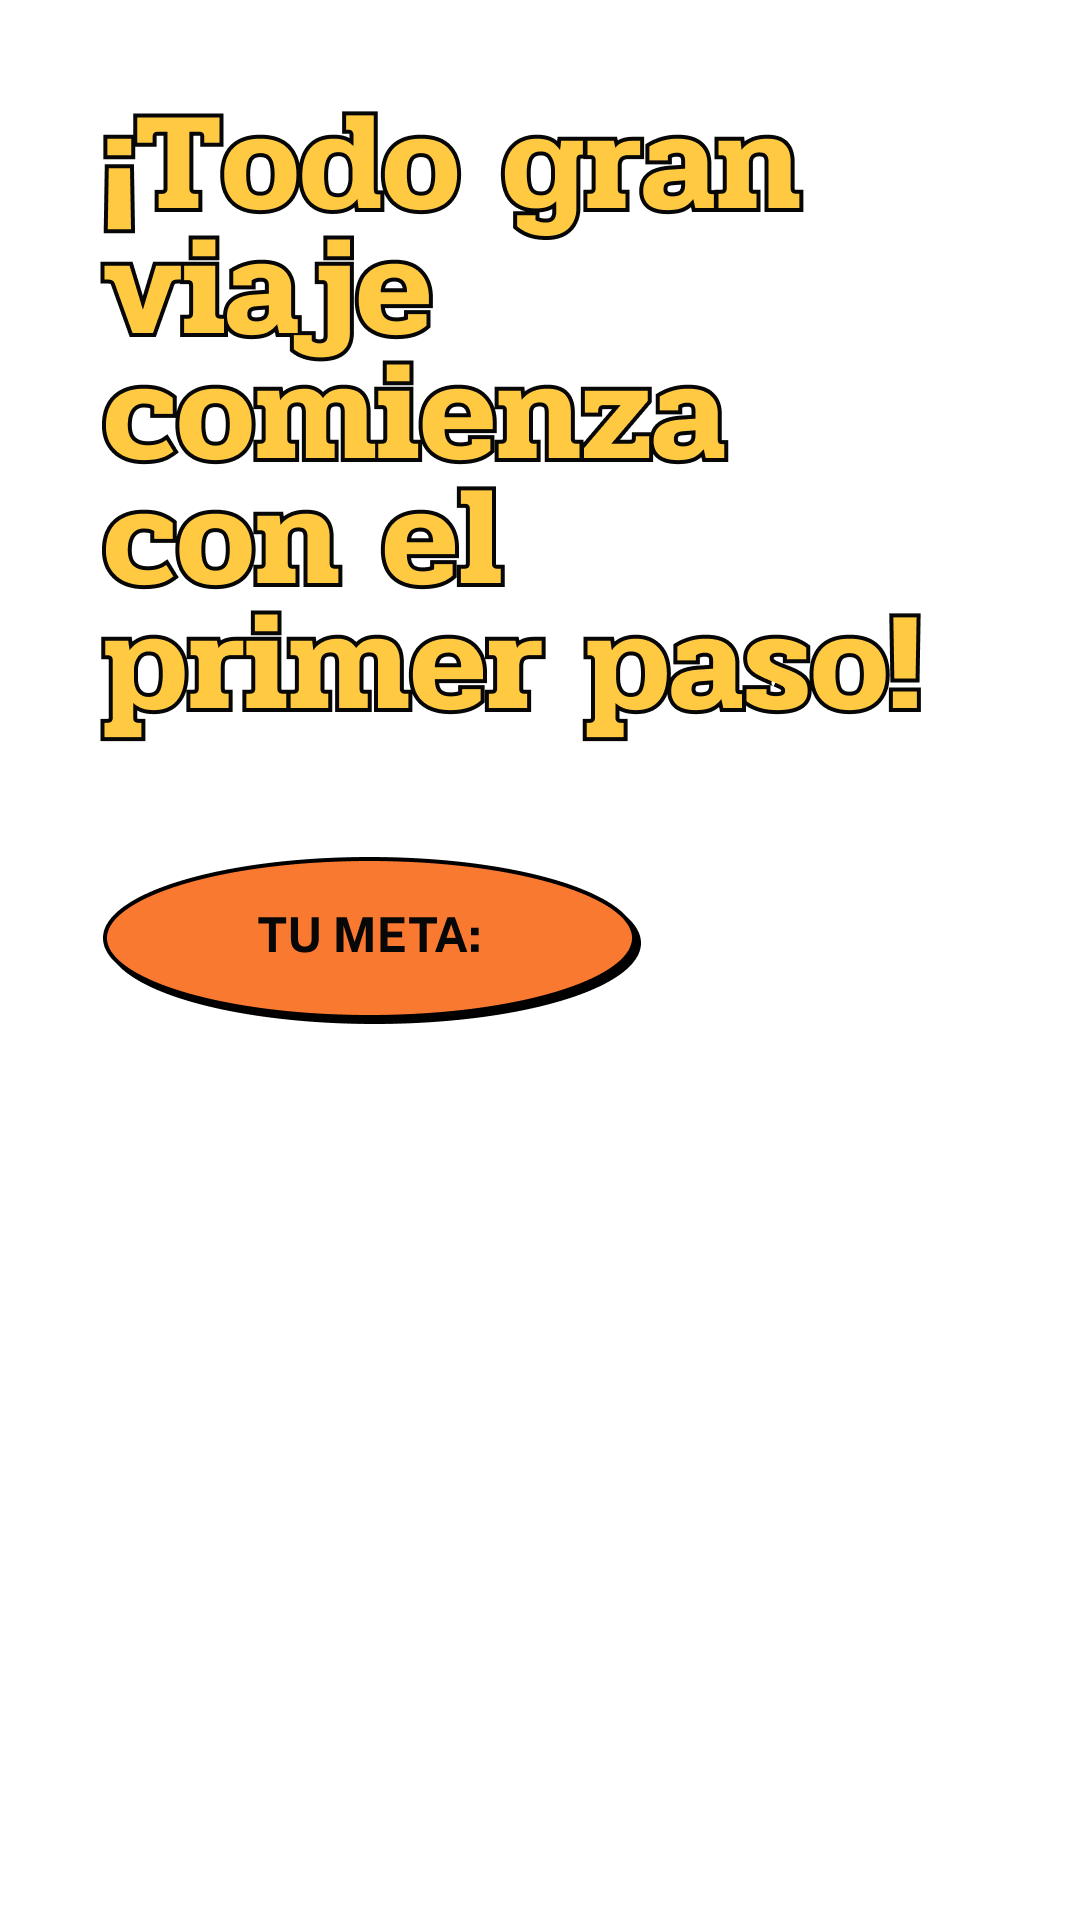 ¡Todo gran
viaje
comienza
con el
primer paso!
TU META: